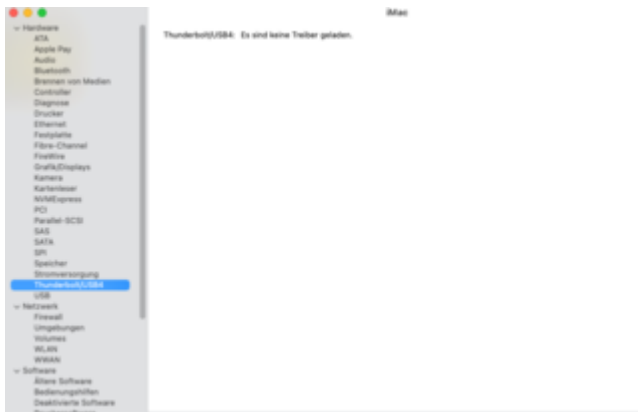 iMac
Hardware
ATA
Apple Pay
Audio
Bluetooth
Brennen von Medien
Controller
Diagnose
Drucker
Ethernet
Festplatte
Fibre-Channel
FireWire
Grafik/Displays
Kamera
Kartenleser
NVMExpress
PCI
Parallel-SCSI
SAS
SATA
SPI
Speicher
Stromversorgung
Thunderbolt/USB4
USB
Netzwerk
Firewall
Umgebungen
Volumes
WLAN
WWAN
Software
Ältere Software
Bedienungshilfen
Deaktivierte Software
Thunderbolt/USB4: Es sind keine Treiber geladen.